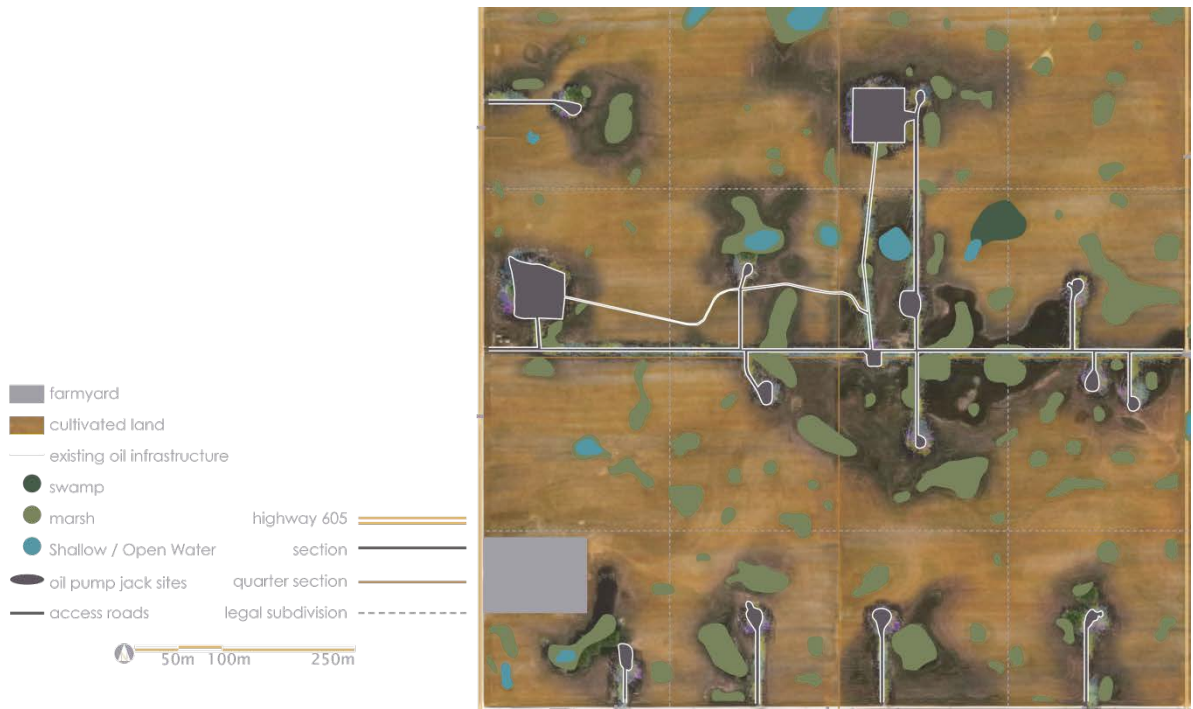 farmyard
cultivated land
existing oil infrastructure
swamp
marsh
highway 605
Shallow / Open Water
section
oil pump jack sites
quarter section
access roads
legal subdivision
50m 100m 250m